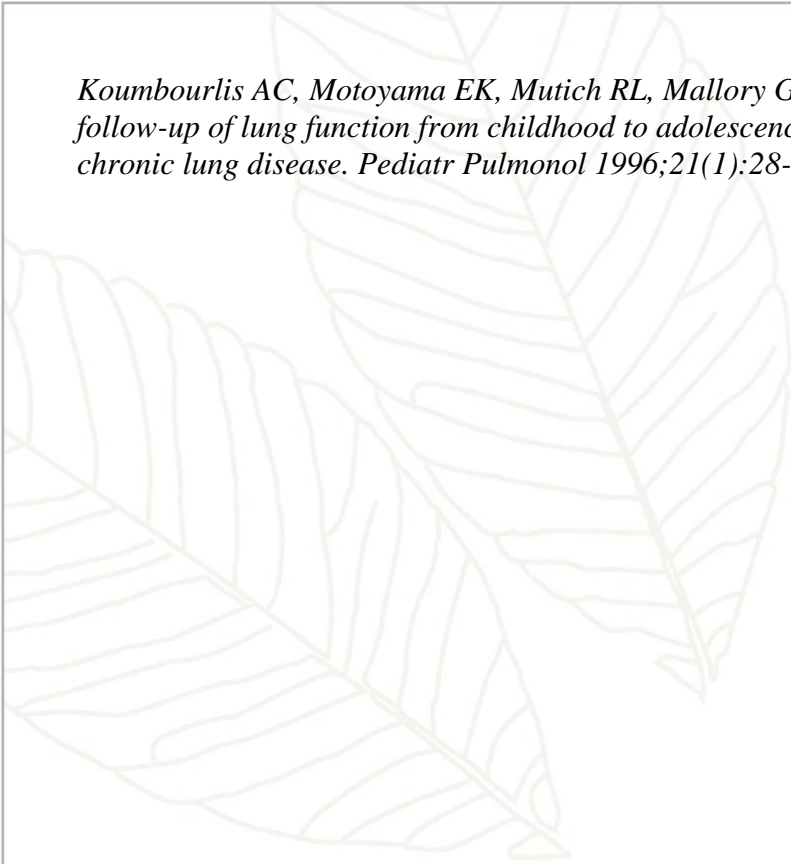 Koumbourlis AC, Motoyama EK, Mutich RL, Mallory G
follow-up of lung function from childhood to adolescenc
chronic lung disease. Pediatr Pulmonol 1996;21(1):28-